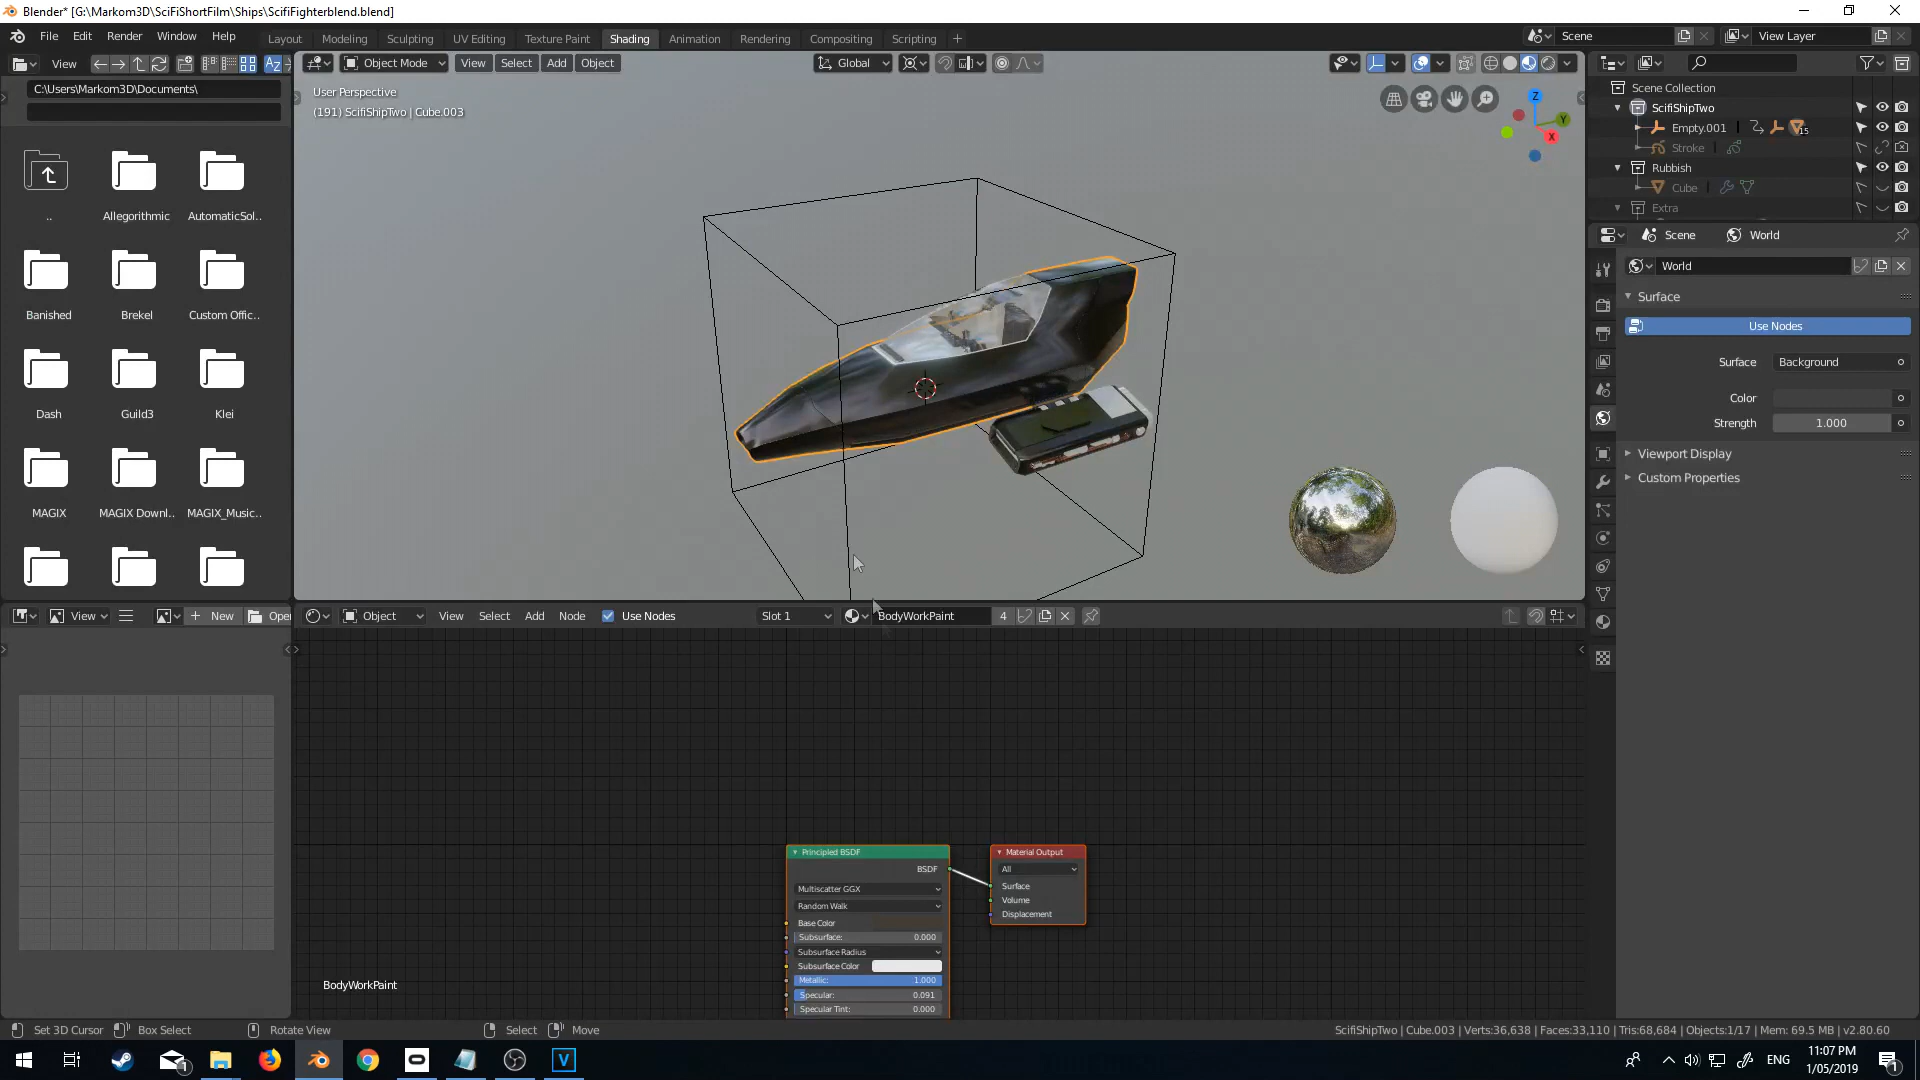 Blender* [G:\Markom3D\SciFiShortFilm\Ships\ScifiFighterblend.blend]
File Edit Render Window Help
Layout Modeling Sculpting UV Editing Texture Paint Shading Animation Rendering Compositing Scripting +
Scene
View Layer
View
Object Mode View Select Add Object
Global
C:\Users\Markom3D\Documents\
..
Allegorithmic
AutomaticSol..
Banished
Brekel
Custom Offic..
Dash
Guild3
Klei
MAGIX
MAGIX Downl..
MAGIX_Music..
User Perspective
(191) ScifiShipTwo | Cube.003
Z
Y
X
Scene Collection
ScifiShipTwo
Empty.001
15
Stroke
Rubbish
Cube
Extra
Scene
World
World
Surface
Use Nodes
Surface Background
Color
Strength 1.000
Viewport Display
Custom Properties
View
New
Open
Object View Select Add Node Use Nodes
Slot 1
BodyWorkPaint
4
Principled BSDF
BSDF
Multiscatter GGX
Random Walk
Base Color
Subsurface: 0.000
Subsurface Radius
Subsurface Color
Metallic: 1.000
Specular: 0.091
Specular Tint: 0.000
Material Output
All
Surface
Volume
Displacement
BodyWorkPaint
Set 3D Cursor
Box Select
Rotate View
Select
Move
ScifiShipTwo | Cube.003 | Verts:36,638 | Faces:33,110 | Tris:68,684 | Objects:1/17 | Mem: 69.5 MB | v2.80.60
1
V
ENG
11:07 PM
1/05/2019
1